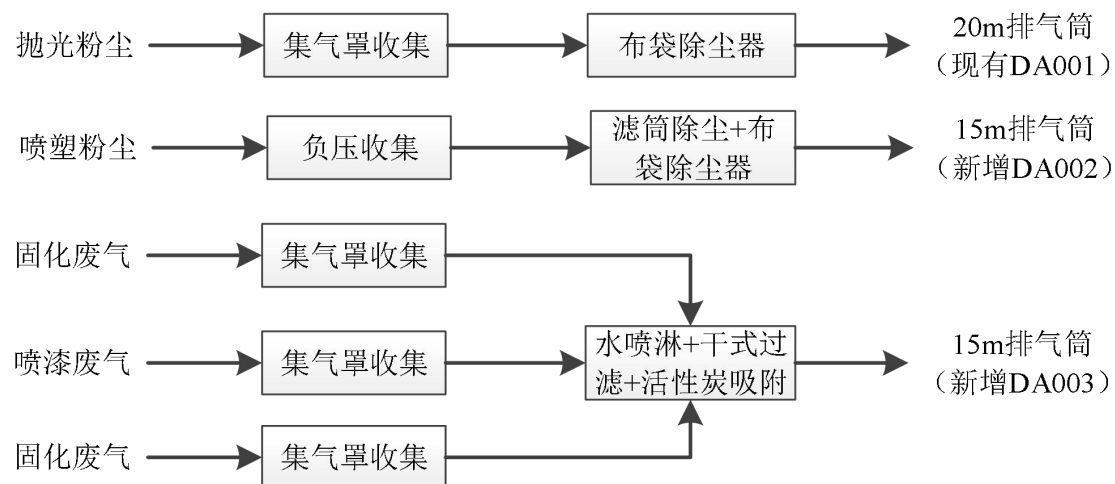 抛光粉尘
集气罩收集
布袋除尘器
20m排气筒
（现有DA001）
喷塑粉尘
负压收集
滤筒除尘+布
袋除尘器
15m排气筒
（新增DA002）
固化废气
集气罩收集
喷漆废气
集气罩收集
水喷淋+干式过
滤+活性炭吸附
15m排气筒
（新增DA003）
固化废气
集气罩收集